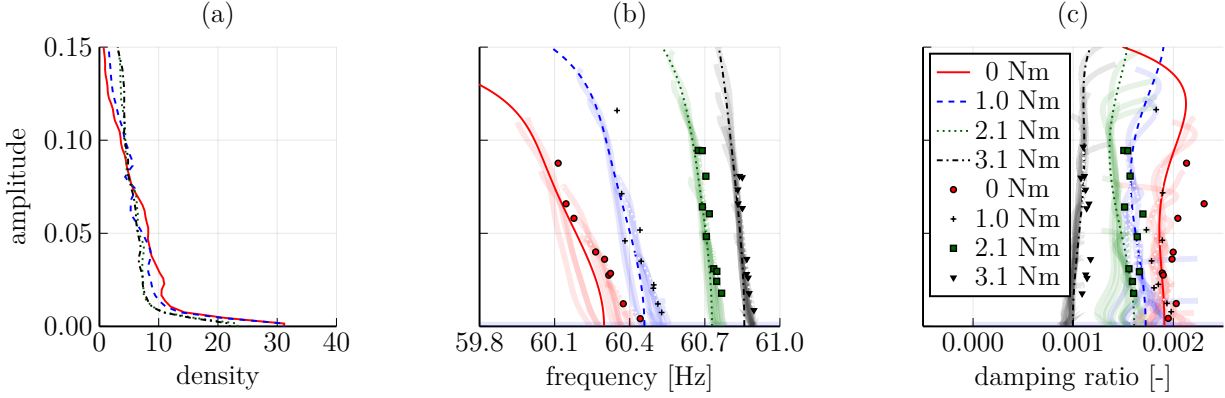 (a)
(b)
(c)
amplitude
0.15
0.10
0.05
0.00
0 10 20 30 40
density
59.8 60.1 60.4 60.7 61.0
frequency [Hz]
0 Nm
1.0 Nm
2.1 Nm
3.1 Nm
0 Nm
1.0 Nm
2.1 Nm
3.1 Nm
0.000 0.001 0.002
damping ratio [-]